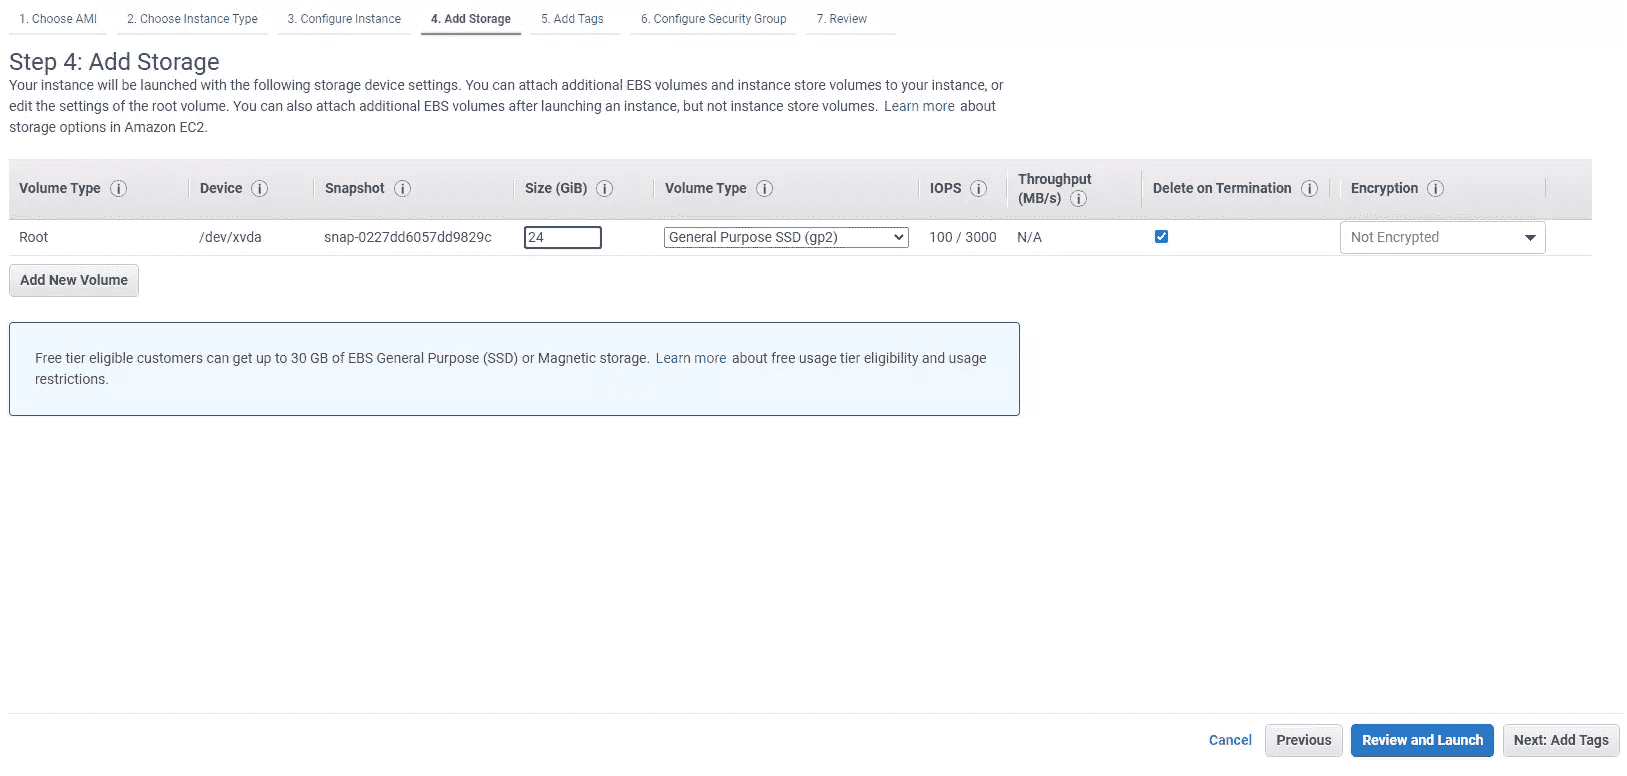 1. Choose AMI
2. Choose Instance Type
3. Configure Instance
4. Add Storage
5. Add Tags
6. Configure Security Group
7. Review
Step 4: Add Storage
Your instance will be launched with the following storage device settings. You can attach additional EBS volumes and instance store volumes to your instance, or
edit the settings of the root volume. You can also attach additional EBS volumes after launching an instance, but not instance store volumes. Learn more about
storage options in Amazon EC2.
Volume Type i Device i Snapshot i Size (GiB) i Volume Type i IOPS i Throughput (MB/s) i Delete on Termination i Encryption i
Root /dev/xvda snap-0227dd6057dd9829c 24 General Purpose SSD (gp2) 100 / 3000 N/A Not Encrypted
Add New Volume
Free tier eligible customers can get up to 30 GB of EBS General Purpose (SSD) or Magnetic storage. Learn more about free usage tier eligibility and usage
restrictions.
Cancel Previous Review and Launch Next: Add Tags